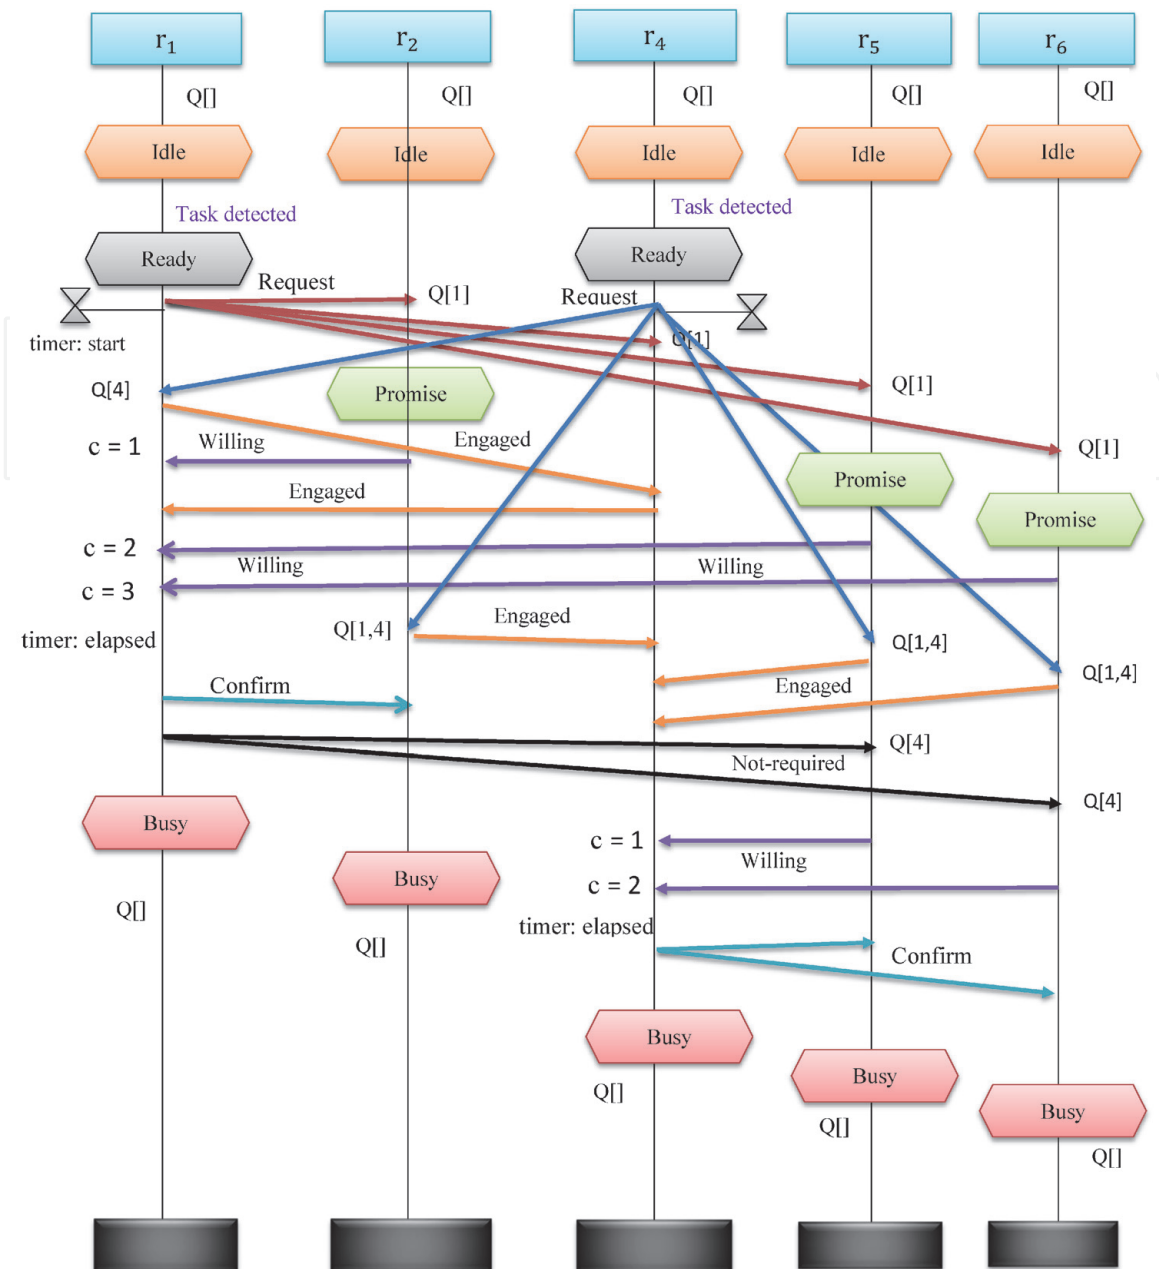 r1 r2 r4 r5 r6
Q[] Q[] Q[] Q[] Q[]
Idle Idle Idle Idle Idle
Task detected Task detected
Ready Ready
Request Q[1] Request
timer: start Q[1]
Q[4] Promise Q[1]
c = 1 Willing Engaged Q[1]
Engaged Promise
Promise
c = 2
Willing Willing
c = 3
timer: elapsed Q[1,4] Engaged Q[1,4]
Q[1,4]
Confirm Engaged
Q[4]
Not-required
Q[4]
Busy
c = 1
Willing
Busy c = 2
Q[] timer: elapsed
Q[] Confirm
Busy
Busy
Q[]
Busy
Q[]
Q[]